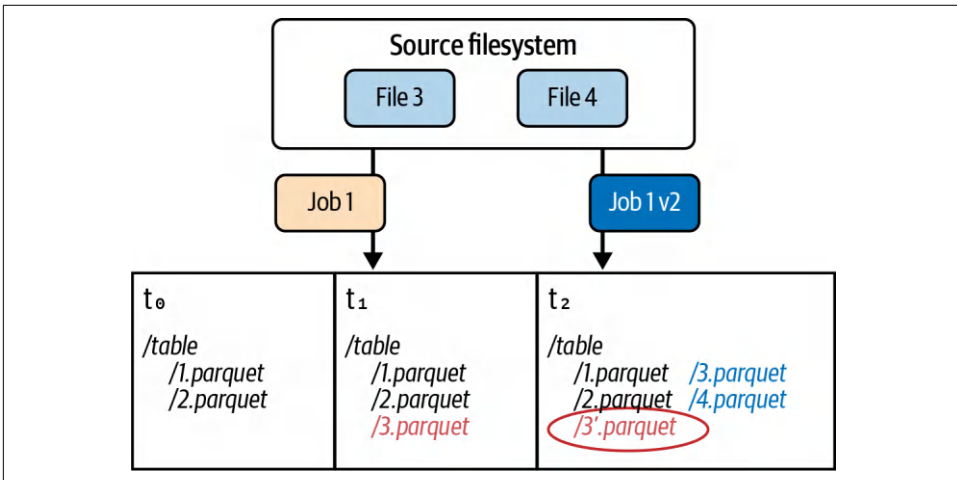 Source filesystem
File 3
File 4
Job 1
Job 1 v2
t₀
/table
/1.parquet
/2.parquet
t₁
/table
/1.parquet
/2.parquet
/3.parquet
t₂
/table
/1.parquet /3.parquet
/2.parquet /4.parquet
/3'.parquet